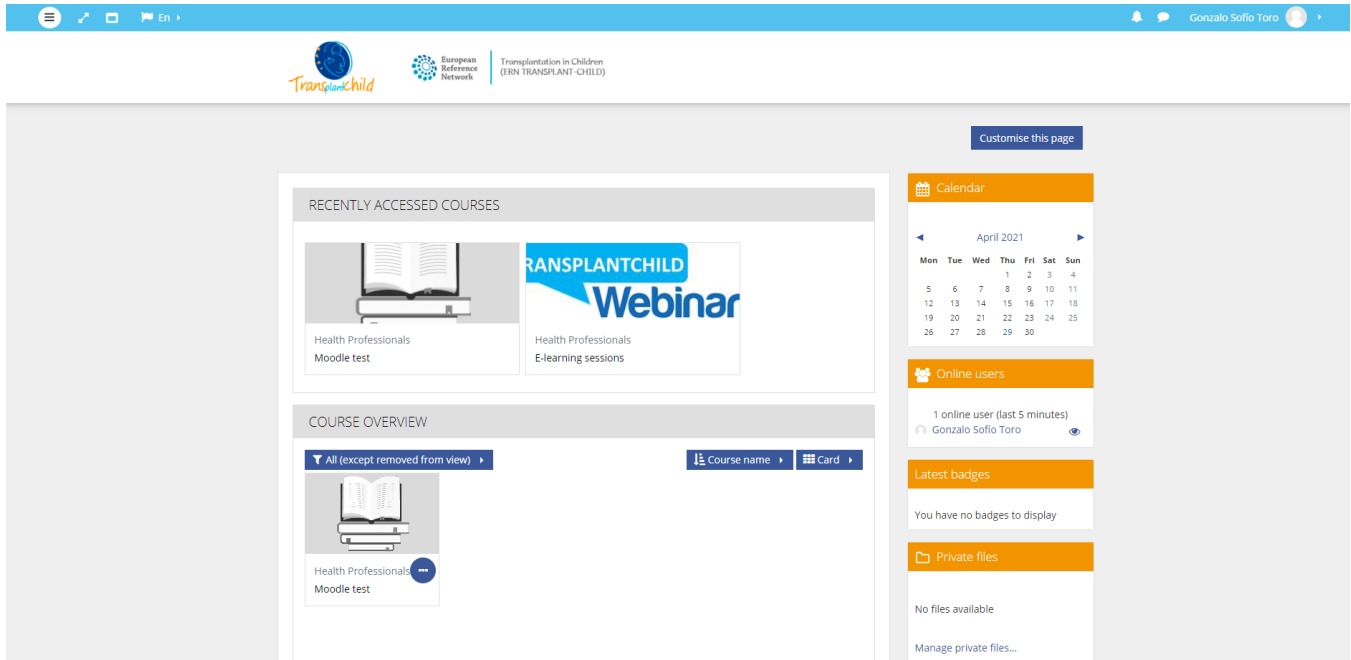 En
Gonzalo Sofío Toro
TransplantChild
European
Reference
Network
Transplantation in Children
(ERN TRANSPLANT-CHILD)
Customise this page
RECENTLY ACCESSED COURSES
RANSPLANTCHILD
Webinar
Health Professionals
Moodle test
Health Professionals
E-learning sessions
COURSE OVERVIEW
All (except removed from view)
Course name
Card
Health Professionals
Moodle test
Calendar
April 2021
Mon Tue Wed Thu Fri Sat Sun
1 2 3 4
5 6 7 8 9 10 11
12 13 14 15 16 17 18
19 20 21 22 23 24 25
26 27 28 29 30
Online users
1 online user (last 5 minutes)
Gonzalo Sofío Toro
Latest badges
You have no badges to display
Private files
No files available
Manage private files...